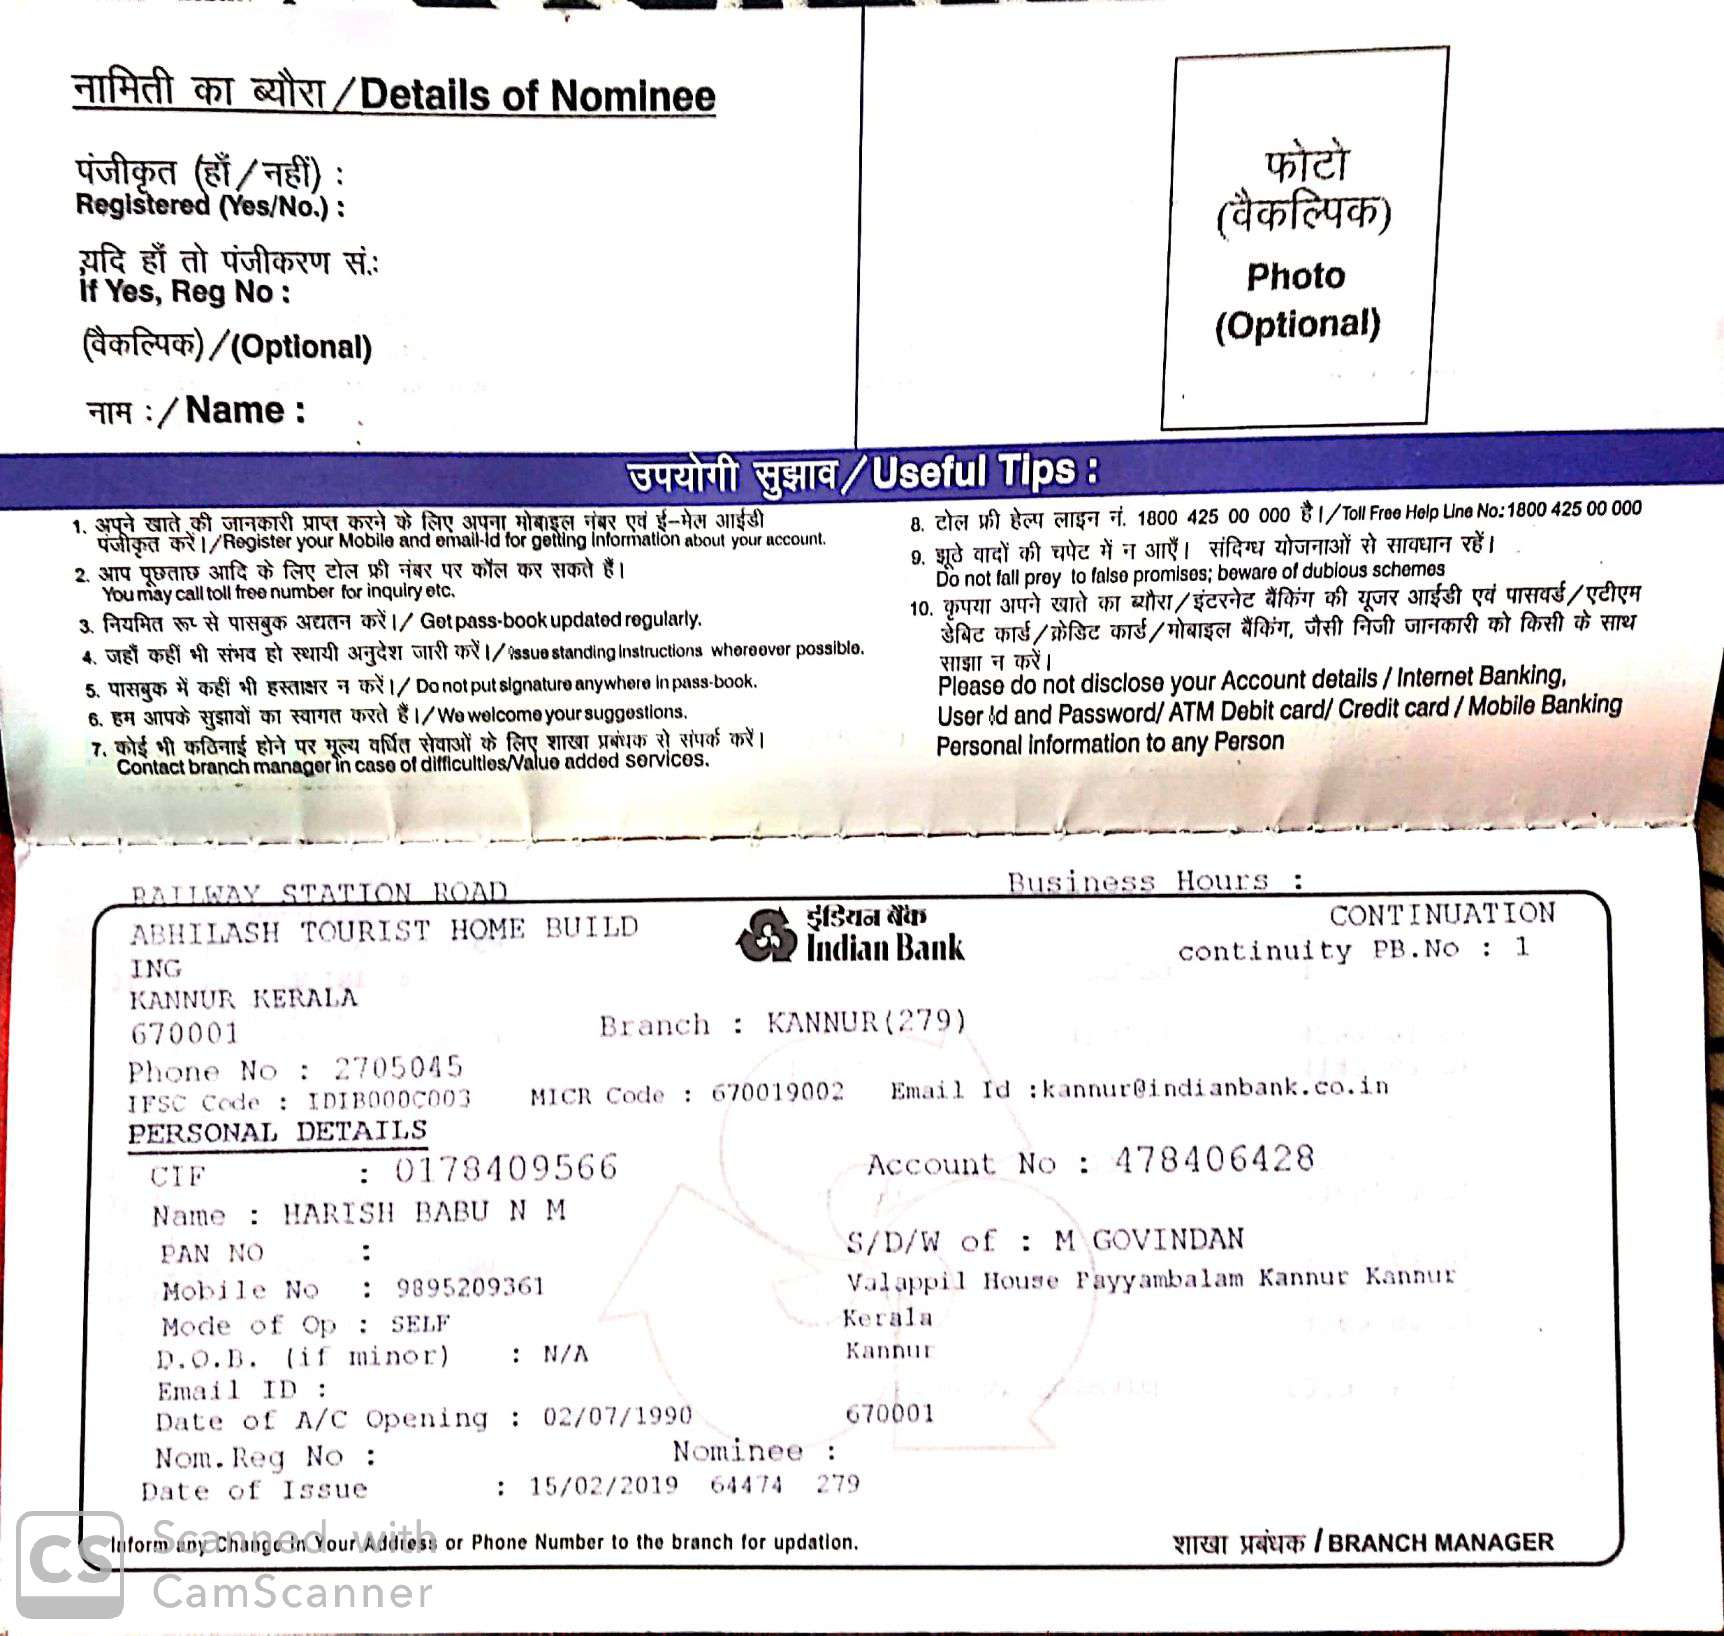 नामिती का ब्यौरा/Details of Nominee
पंजीकृत (हाँ/नहीं) :
Registered (Yes/No.) :
यदि हाँ तो पंजीकरण सं.:
If Yes, Reg No :
(वैकल्पिक)/(Optional)
नाम :/Name :
फोटो
(वैकल्पिक)
Photo
(Optional)
उपयोगी सुझाव/Useful Tips :
1. अपने खाते की जानकारी प्राप्त करने के लिए अपना मोबाइल नंबर एवं ई-मेल आईडी
पंजीकृत करें।/Register your Mobile and email-id for getting information about your account.
2. आप पूछताछ आदि के लिए टोल फ्री नंबर पर कॉल कर सकते हैं।
You may call toll free number for inquiry etc.
3. नियमित रूप से पासबुक अद्यतन करें।/ Get pass-book updated regularly.
4. जहाँ कहीं भी संभव हो स्थायी अनुदेश जारी करें।/Issue standing instructions whereever possible.
5. पासबुक में कहीं भी हस्ताक्षर न करें।/ Do not put signature anywhere in pass-book.
6. हम आपके सुझावों का स्वागत करते हैं।/We welcome your suggestions.
7. कोई भी कठिनाई होने पर मूल्य वर्धित सेवाओं के लिए शाखा प्रबंधक से संपर्क करें।
Contact branch manager in case of difficulties/Value added services.
8. टोल फ्री हेल्प लाइन नं. 1800 425 00 000 है।/Toll Free Help Line No: 1800 425 00 000
9. झूठे वादों की चपेट में न आएँ। संदिग्ध योजनाओं से सावधान रहें।
Do not fall prey to false promises; beware of dubious schemes
10. कृपया अपने खाते का ब्यौरा/इंटरनेट बैंकिंग की यूजर आईडी एवं पासवर्ड/एटीएम
डेबिट कार्ड/क्रेडिट कार्ड/मोबाइल बैंकिंग, जैसी निजी जानकारी को किसी के साथ
साझा न करें।
Please do not disclose your Account details / Internet Banking,
User Id and Password/ ATM Debit card/ Credit card / Mobile Banking
Personal information to any Person
RAILWAY STATION ROAD
Business Hours :
ABHILASH TOURIST HOME BUILD
ING
KANNUR KERALA
670001
इंडियन बैंक
Indian Bank
CONTINUATION
continuity PB.No : 1
Branch : KANNUR(279)
Phone No : 2705045
IFSC Code : IDIB000C003 MICR Code : 670019002 Email Id :kannur@indianbank.co.in
PERSONAL DETAILS
CIF : 0178409566 Account No : 478406428
Name : HARISH BABU N M
PAN NO : S/D/W of : M GOVINDAN
Mobile No : 9895209361 Valappil House Payyambalam Kannur Kannur
Mode of Op : SELF Kerala
D.O.B. (if minor) : N/A Kannur
Email ID :
Date of A/C Opening : 02/07/1990 670001
Nom.Reg No : Nominee :
Date of Issue : 15/02/2019 64474 279
Inform any Change in Your Address or Phone Number to the branch for updation.
शाखा प्रबंधक / BRANCH MANAGER
CS Scanned with
CamScanner